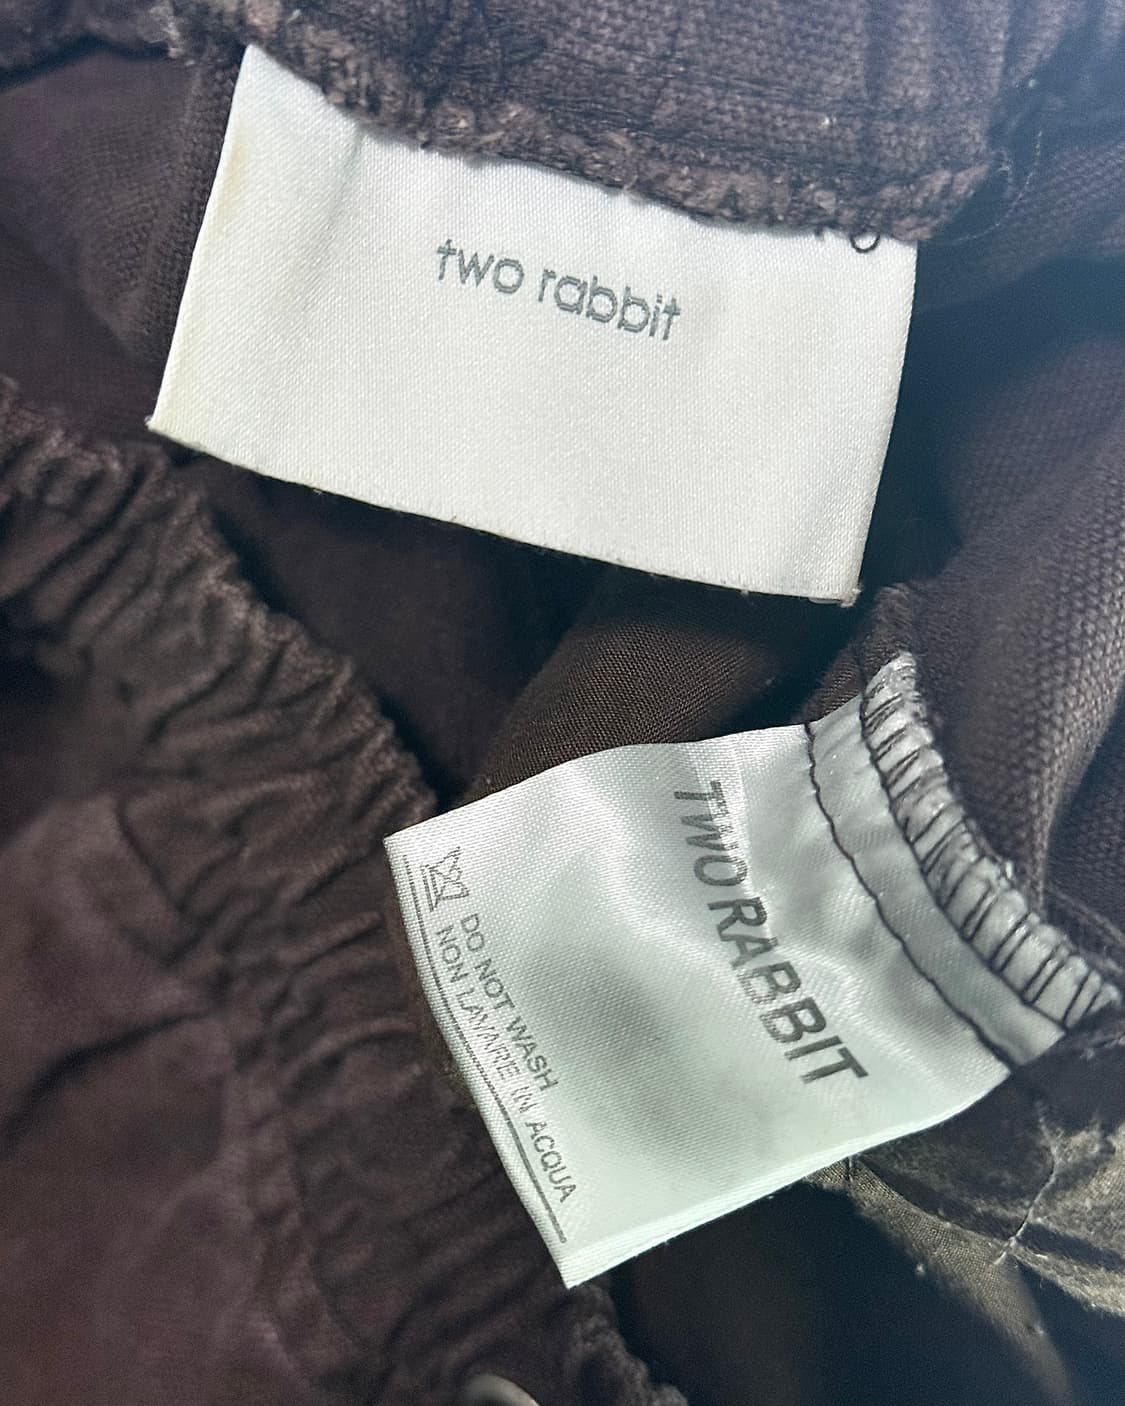 two rabbit
TWO RABBIT
DO NOT WASH
NON LAVARE IN ACQUA